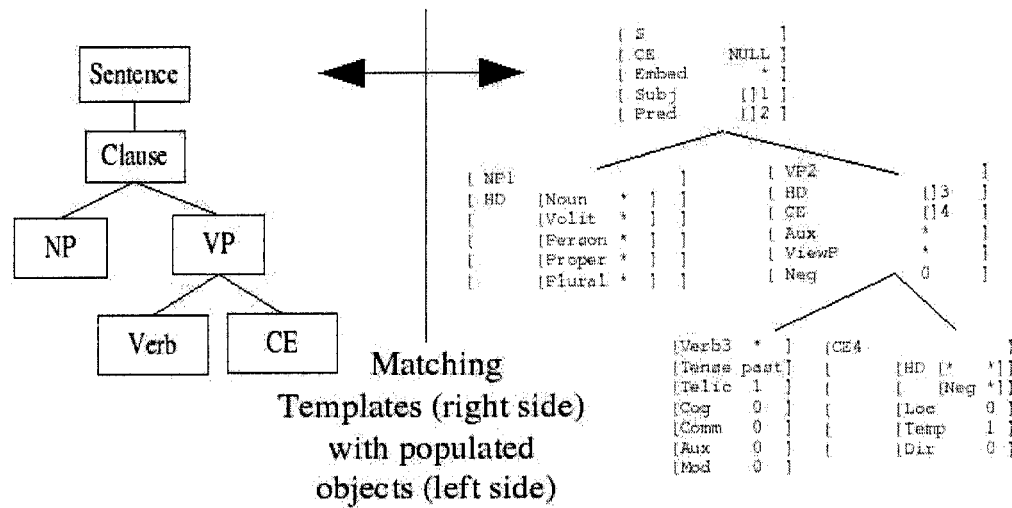 Sentence
Clause
NP
VP
Verb
CE
Matching
Templates (right side)
with populated
objects (left side)
[ S ]
[ CE NULL ]
[ Embed * ]
[ Subj []1 ]
[ Pred []2 ]
[ NP1 ]
[ HD [Noun * ] ]
[ [Volit * ] ]
[ [Person * ] ]
[ [Proper * ] ]
[ [Plural * ] ]
[ VP2 ]
[ HD []3 ]
[ CE []4 ]
[ Aux * ]
[ ViewP * ]
[ Neg 0 ]
[Verb3 * ]
[Tense past]
[Telic 1 ]
[Cog 0 ]
[Comm 0 ]
[Aux 0 ]
[Mod 0 ]
[CE4 ]
[ [HD [* *]]
[ [ [Neg *]]
[ [Loc 0]
[ [Temp 1 ]
[ [Dir 0 ]